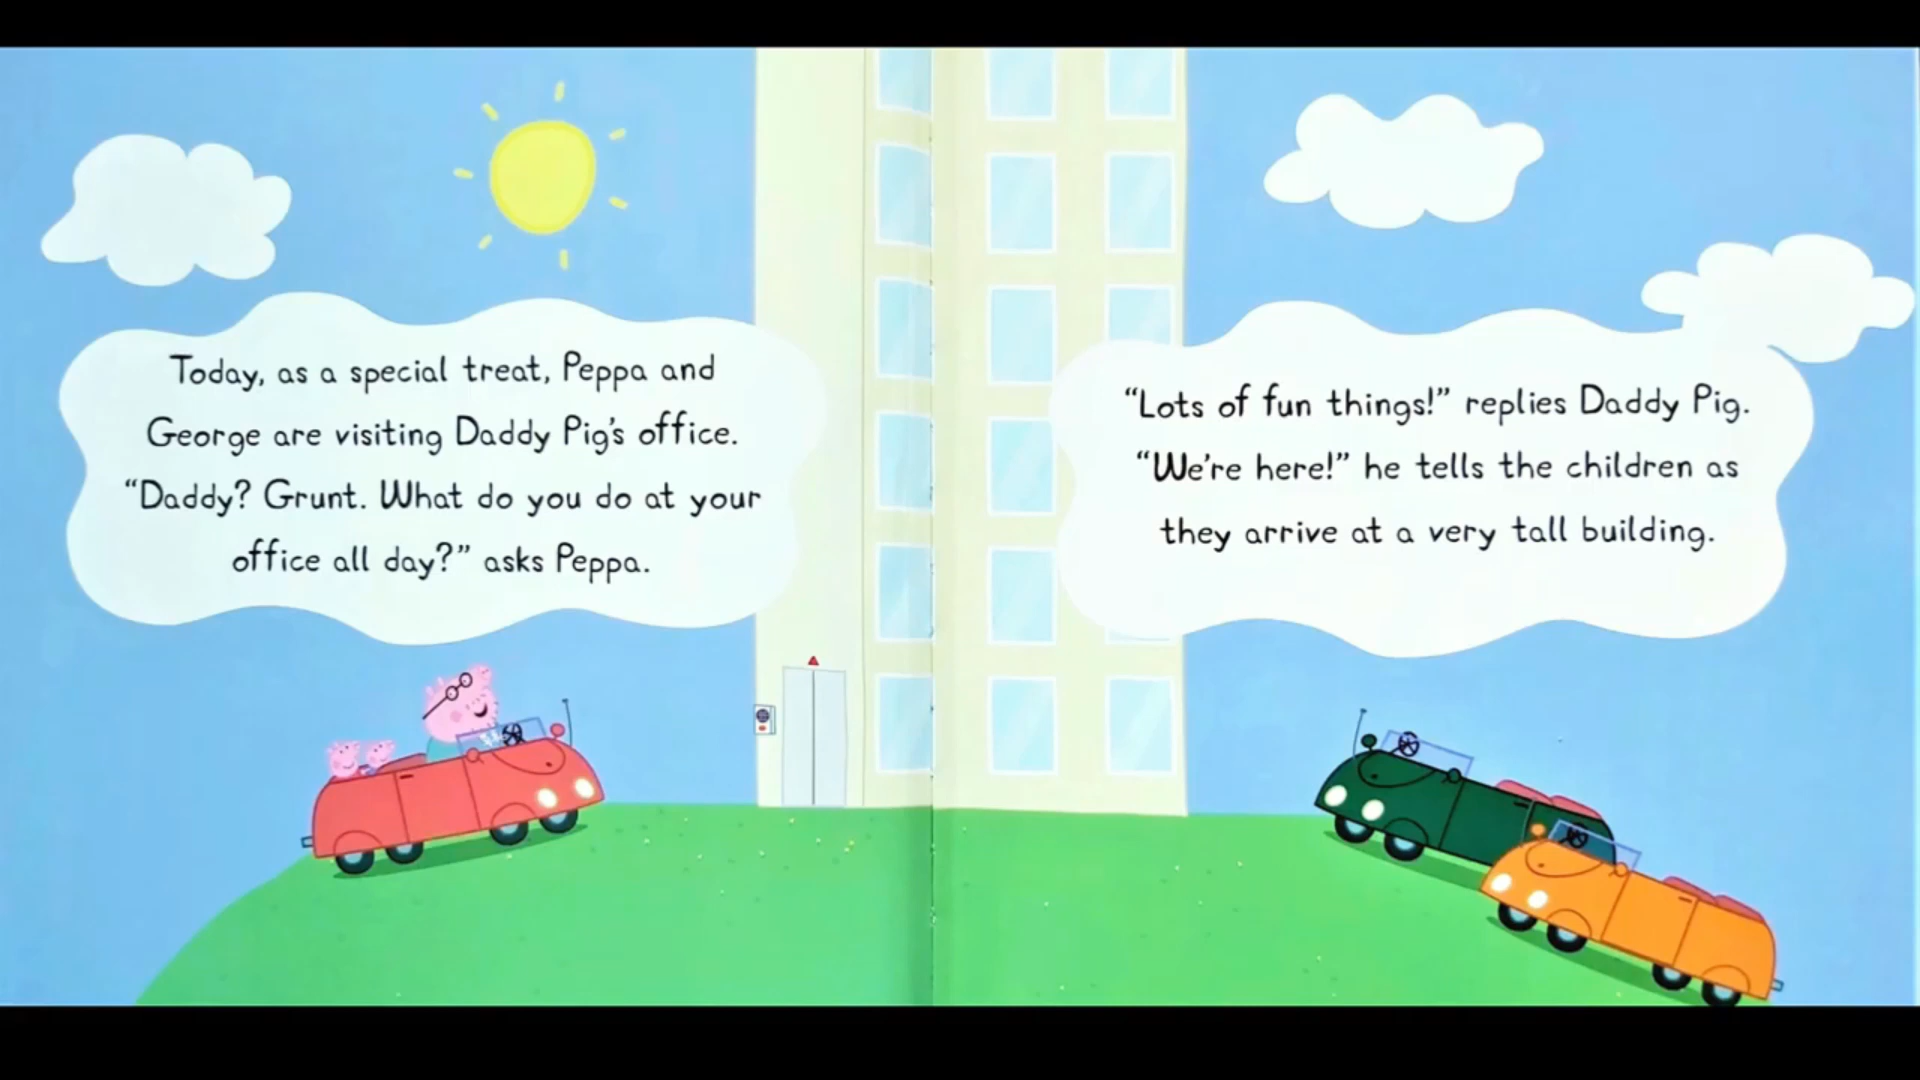 Today, as a special treat, Peppa and
George are visiting Daddy Pig's office.
“Daddy? Grunt. What do you do at your
office all day?” asks Peppa.
“Lots of fun things!” replies Daddy Pig.
“We're here!” he tells the children as
they arrive at a very tall building.